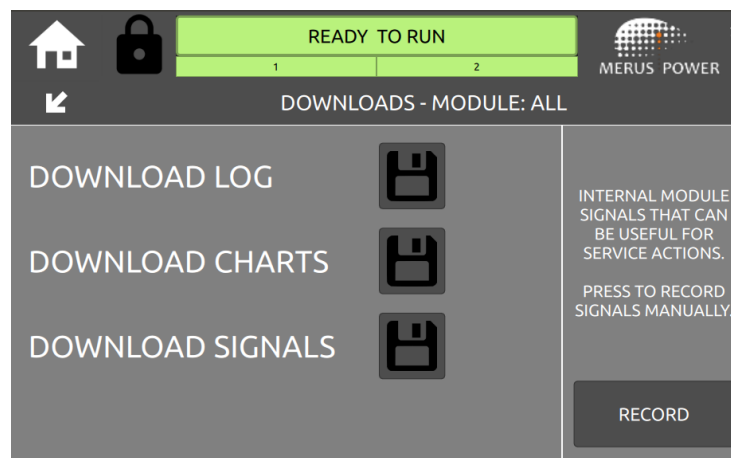 READY TO RUN
1 2
MERUS POWER
DOWNLOADS - MODULE: ALL
DOWNLOAD LOG
DOWNLOAD CHARTS
DOWNLOAD SIGNALS
INTERNAL MODULE
SIGNALS THAT CAN
BE USEFUL FOR
SERVICE ACTIONS.
PRESS TO RECORD
SIGNALS MANUALLY.
RECORD